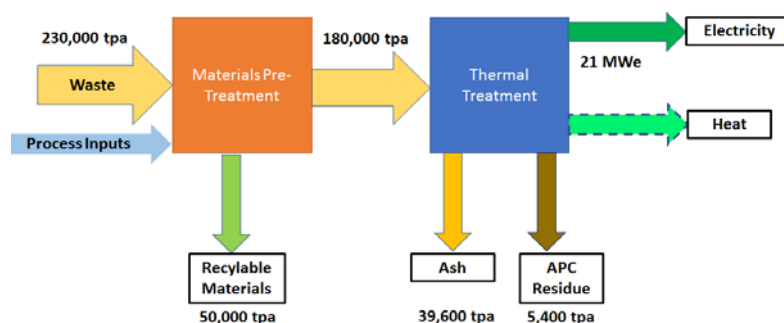 230,000 tpa
180,000 tpa
Electricity
21 MWe
Waste
Materials Pre-
Treatment
Thermal
Treatment
Process Inputs
Heat
Recylable
Materials
Ash
APC
Residue
50,000 tpa
39,600 tpa
5,400 tpa